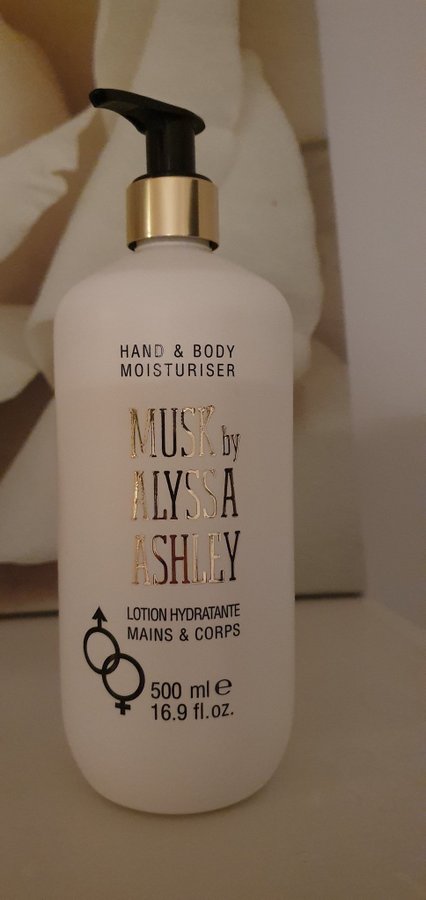 HAND & BODY
MOISTURISER
MUSK by
ALYSSA
ASHLEY
LOTION HYDRATANTE
MAINS & CORPS
500 ml e
16.9 fl.oz.